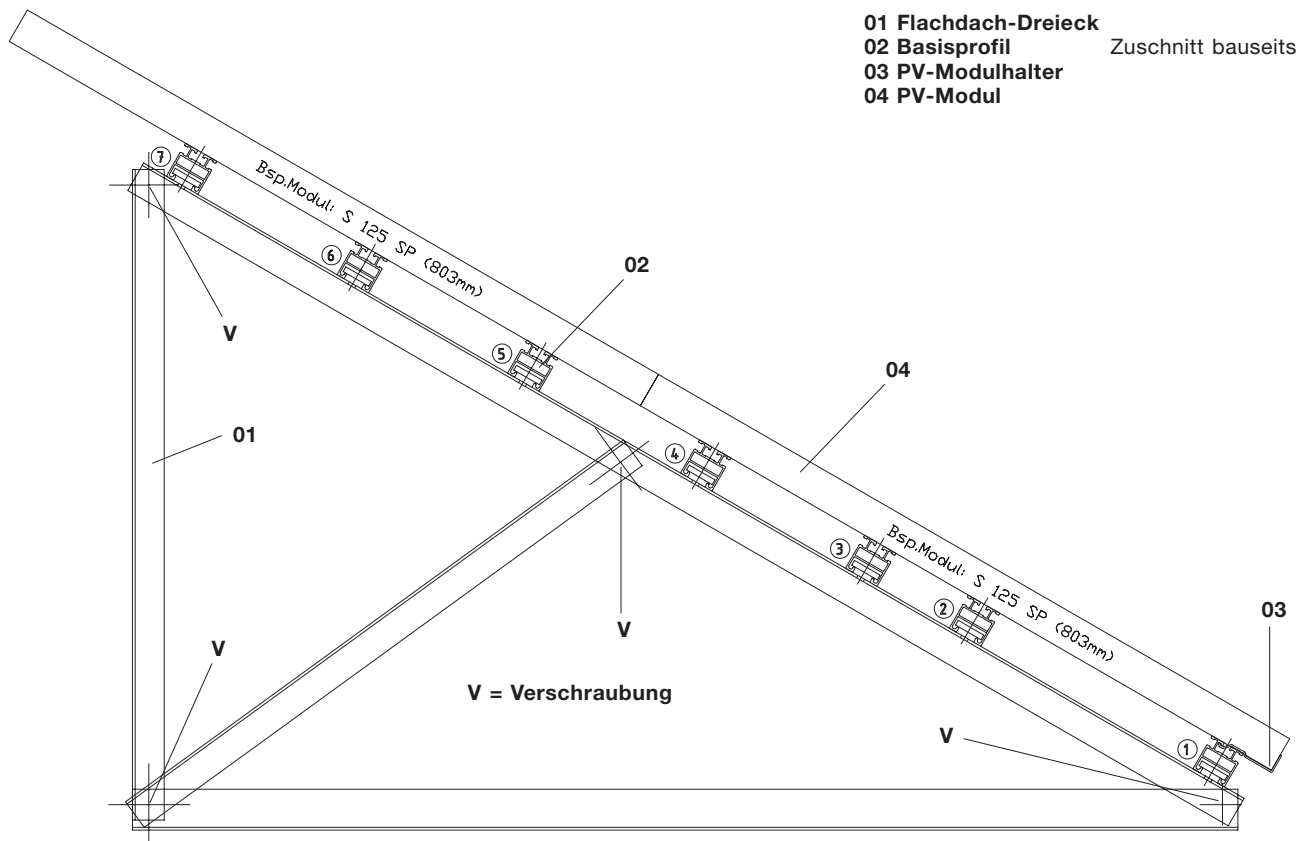 01 Flachdach-Dreieck
02 Basisprofil Zuschnitt bauseits
03 PV-Modulhalter
04 PV-Modul
7
Bsp.Modul: S 125 SP (803mm)
6
02
V
5
04
01
4
Bsp.Modul: S 125 SP (803mm)
3
2
03
V
V
V = Verschraubung
V
1